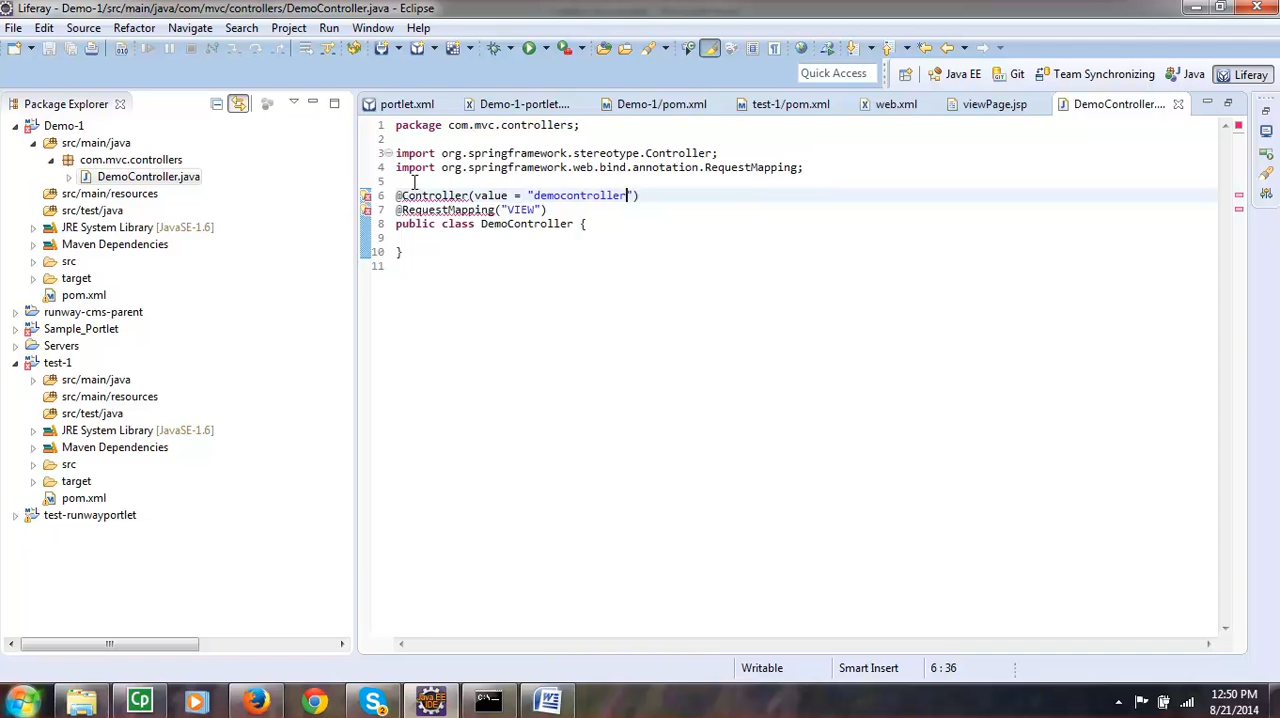 Liferay - Demo-1/src/main/java/com/mvc/controllers/DemoController.java - Eclipse
File Edit Source Refactor Navigate Search Project Run Window Help
Quick Access
Java EE
Git
Team Synchronizing
Java
Liferay
Package Explorer
portlet.xml
Demo-1-portlet....
Demo-1/pom.xml
test-1/pom.xml
web.xml
viewPage.jsp
DemoController....
Demo-1
src/main/java
com.mvc.controllers
DemoController.java
src/main/resources
src/test/java
JRE System Library [JavaSE-1.6]
Maven Dependencies
src
target
pom.xml
runway-cms-parent
Sample_Portlet
Servers
test-1
src/main/java
src/main/resources
src/test/java
JRE System Library [JavaSE-1.6]
Maven Dependencies
src
target
pom.xml
test-runwayportlet
1 package com.mvc.controllers;
2
3 import org.springframework.stereotype.Controller;
4 import org.springframework.web.bind.annotation.RequestMapping;
5
6 @Controller(value = "democontroller")
7 @RequestMapping("VIEW")
8 public class DemoController {
9
10 }
11
Writable
Smart Insert
6 : 36
Cp
Java EE
IDE
12:50 PM
8/21/2014